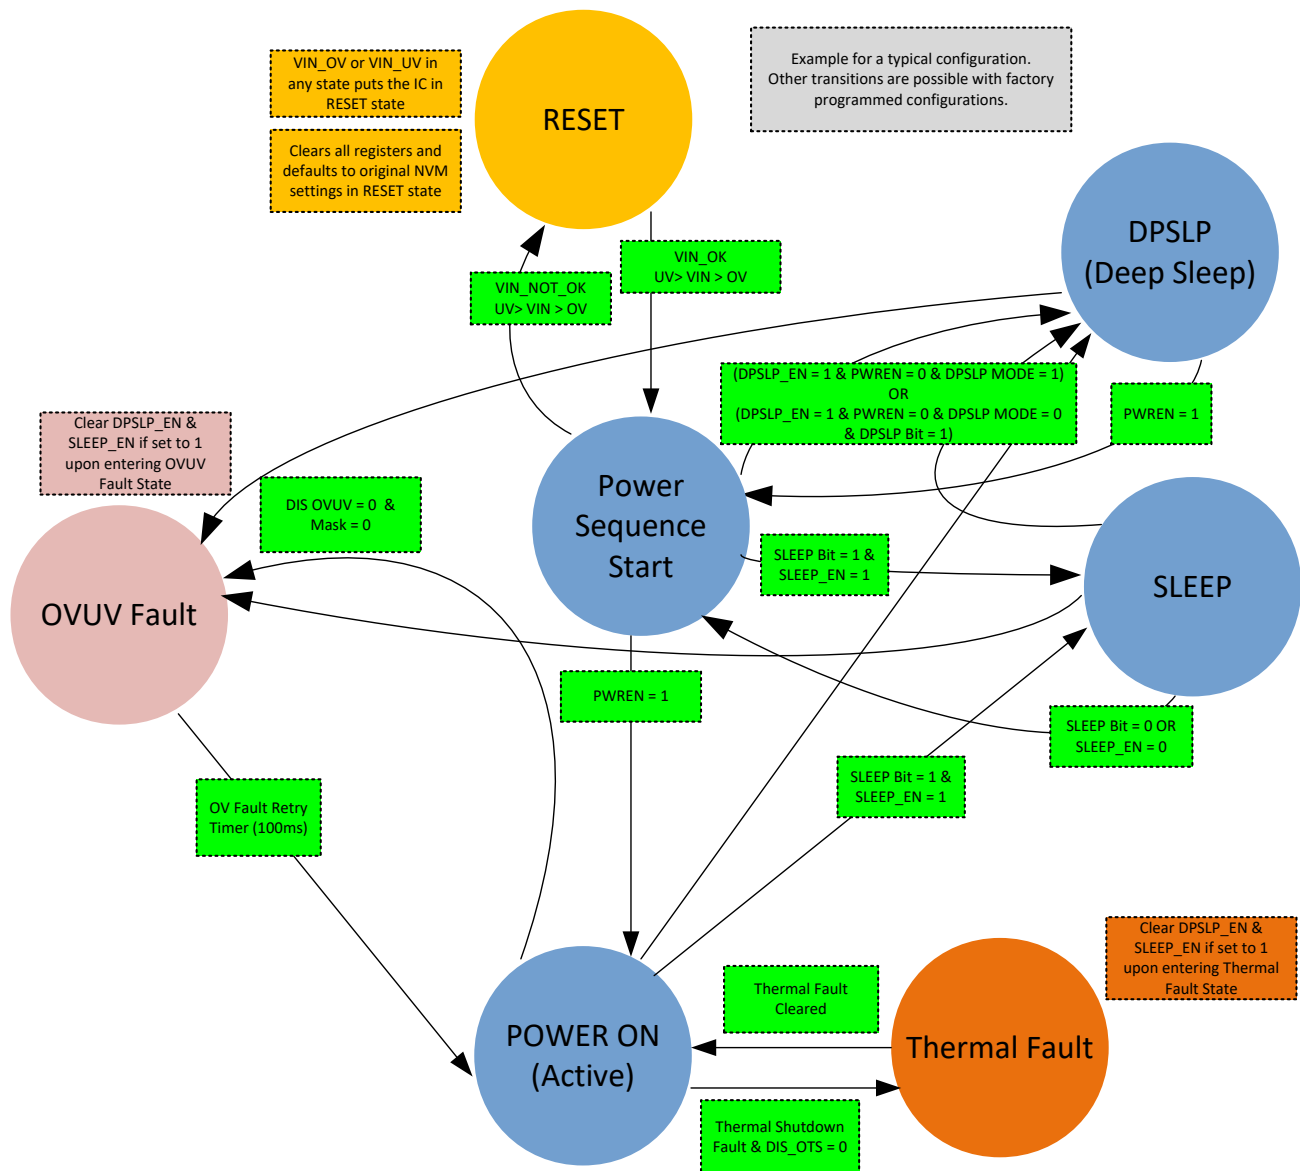 VIN_OV or VIN_UV in
any state puts the IC in
RESET state
Clears all registers and
defaults to original NVM
settings in RESET state
RESET
Example for a typical configuration.
Other transitions are possible with factory
programmed configurations.
DPSLP
(Deep Sleep)
VIN_NOT_OK
UV> VIN > OV
VIN_OK
UV> VIN > OV
(DPSLP_EN = 1 & PWREN = 0 & DPSLP MODE = 1)
OR
(DPSLP_EN = 1 & PWREN = 0 & DPSLP MODE = 0
& DPSLP Bit = 1)
PWREN = 1
Clear DPSLP_EN &
SLEEP_EN if set to 1
upon entering OVUV
Fault State
DIS OVUV = 0 &
Mask = 0
Power
Sequence
Start
SLEEP Bit = 1 &
SLEEP_EN = 1
SLEEP
OVUV Fault
PWREN = 1
SLEEP Bit = 0 OR
SLEEP_EN = 0
SLEEP Bit = 1 &
SLEEP_EN = 1
OV Fault Retry
Timer (100ms)
Clear DPSLP_EN &
SLEEP_EN if set to 1
upon entering Thermal
Fault State
Thermal Fault
Cleared
POWER ON
(Active)
Thermal Fault
Thermal Shutdown
Fault & DIS_OTS = 0